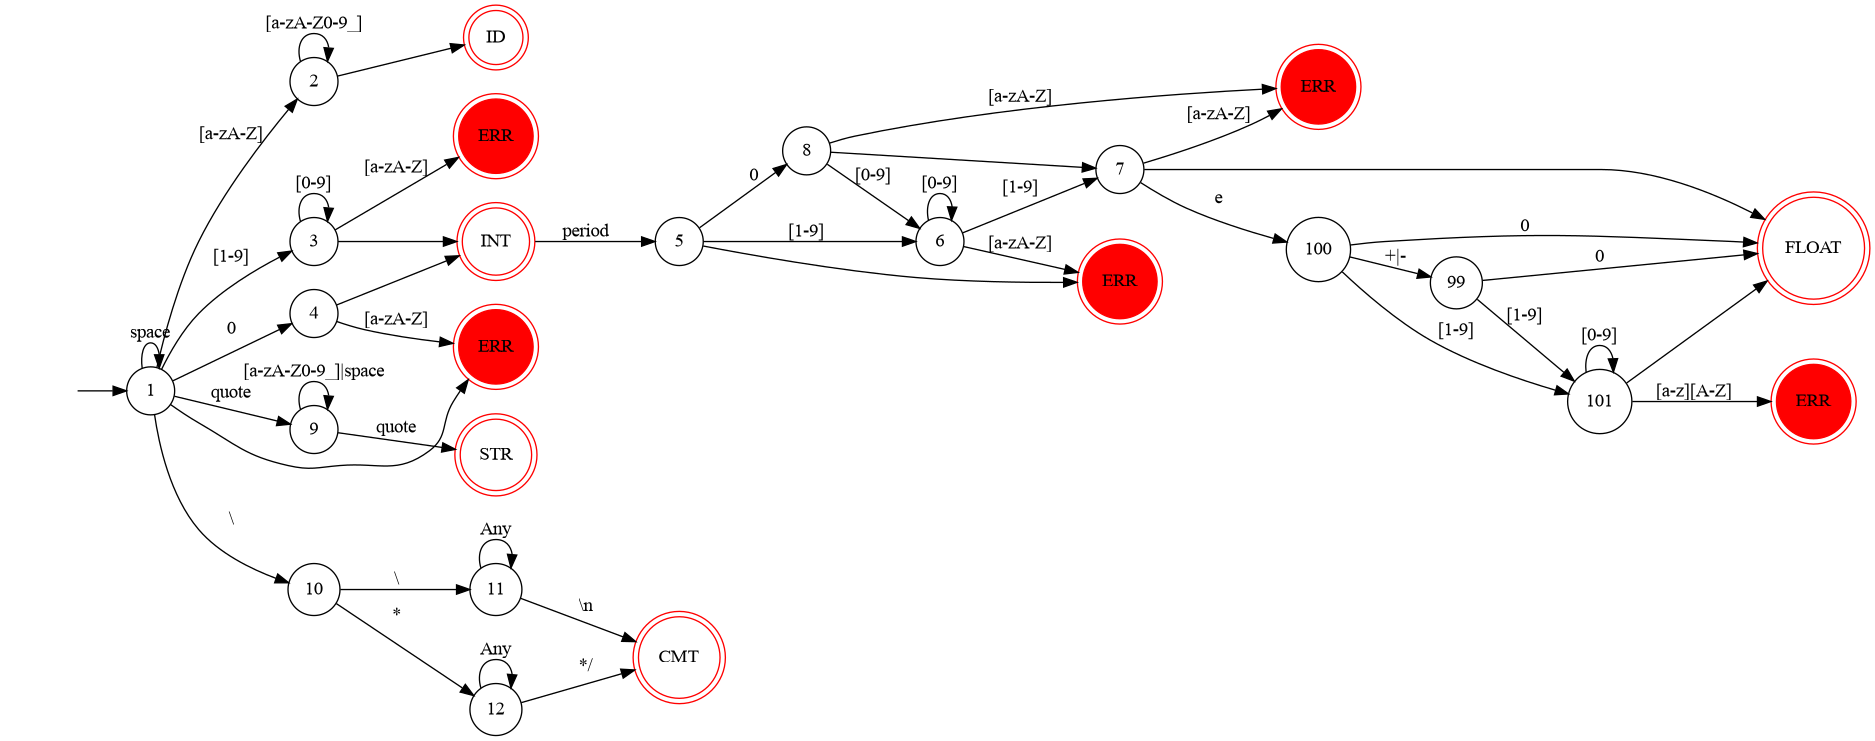 [a-zA-Z0-9_]
2
ID
[a-zA-Z]
ERR
[0-9]
[a-zA-Z]
3
[1-9]
INT
period
4
0
[a-zA-Z]
ERR
space
1
[a-zA-Z0-9_]|space
quote
9
quote
STR
\
10
\
*
Any
11
\n
Any
12
*/
CMT
5
0
8
[a-zA-Z]
[0-9]
[1-9]
[0-9]
6
[1-9]
[a-zA-Z]
ERR
7
[a-zA-Z]
ERR
e
100
0
+|-
99
0
[1-9]
[1-9]
FLOAT
[0-9]
101
[a-z][A-Z]
ERR